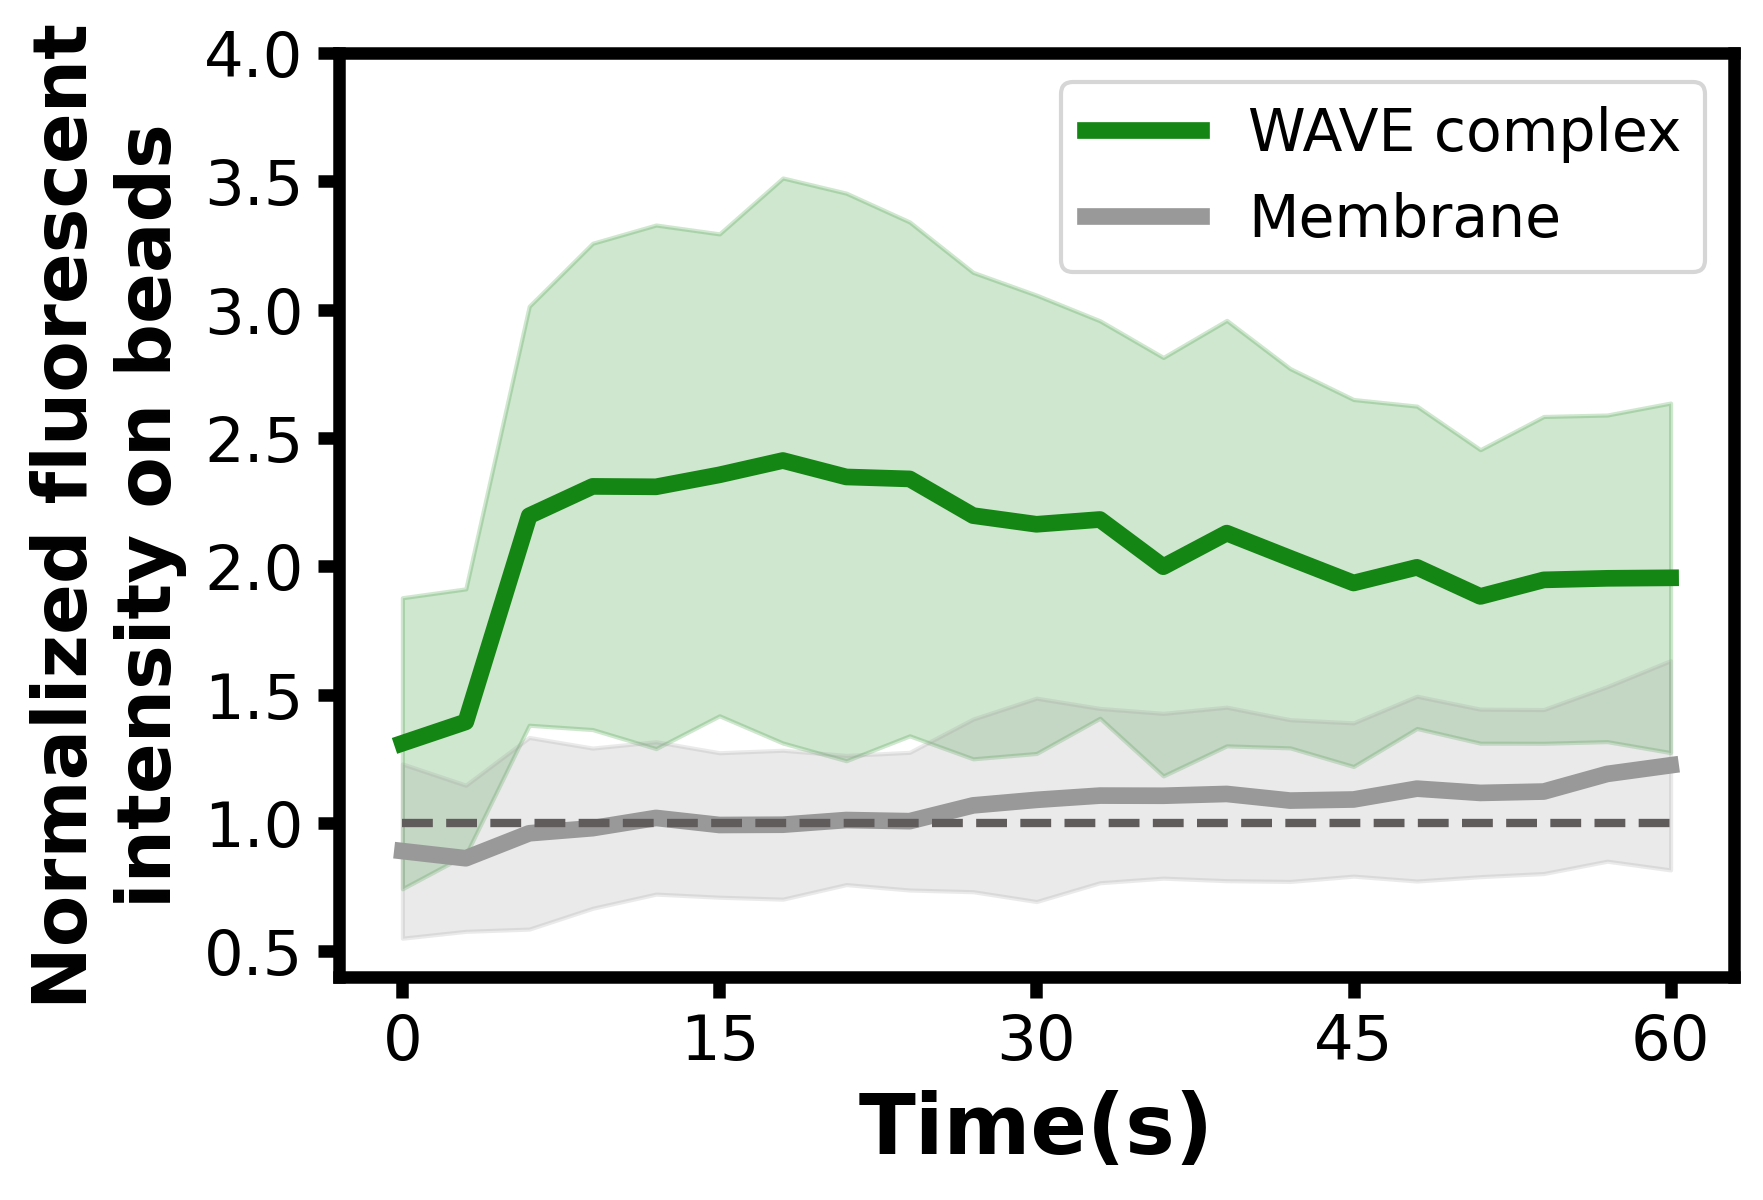 Normalized fluorescent
intensity on beads
4.0
3.5
3.0
2.5
2.0
1.5
1.0
0.5
WAVE complex
Membrane
0 15 30 45 60
Time(s)